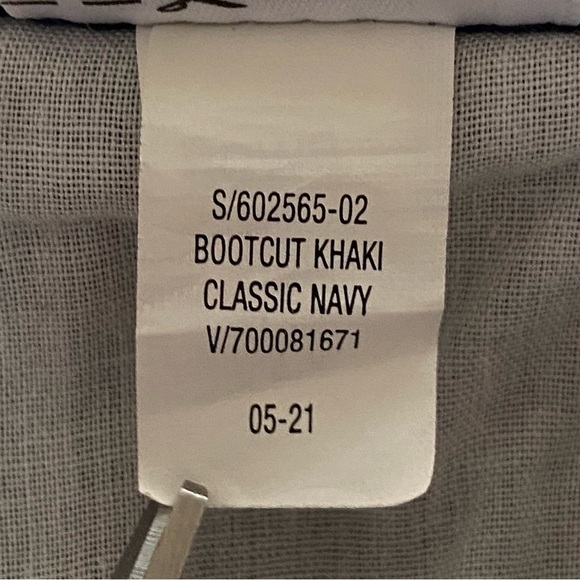 S/602565-02
BOOTCUT KHAKI
CLASSIC NAVY
V/700081671
05-21